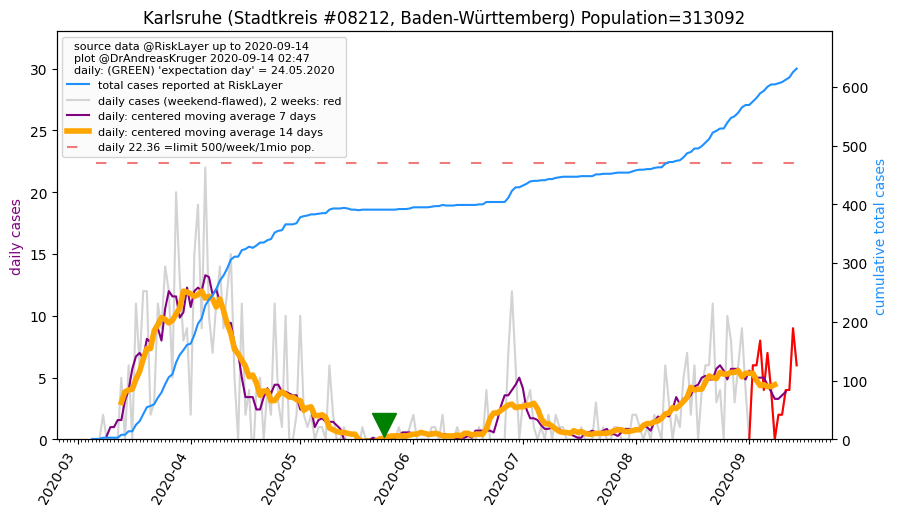 Karlsruhe (Stadtkreis #08212, Baden-Württemberg) Population=313092
source data @RiskLayer up to 2020-09-14
plot @DrAndreasKruger 2020-09-14 02:47
daily: (GREEN) 'expectation day' = 24.05.2020
total cases reported at RiskLayer
daily cases (weekend-flawed), 2 weeks: red
daily: centered moving average 7 days
daily: centered moving average 14 days
daily 22.36 =limit 500/week/1mio pop.
daily cases
30
25
20
15
10
5
0
cumulative total cases
600
500
400
300
200
100
0
2020-03
2020-04
2020-05
2020-06
2020-07
2020-08
2020-09